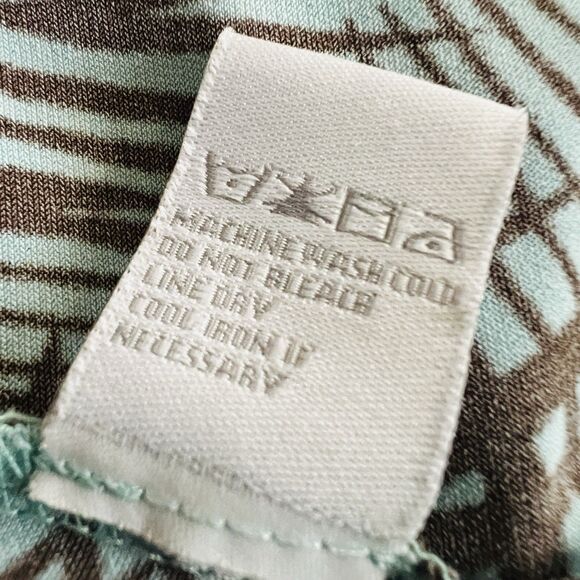 MACHINE WASH COLD
DO NOT BLEACH
LINE DRY
COOL IRON IF
NECESSARY